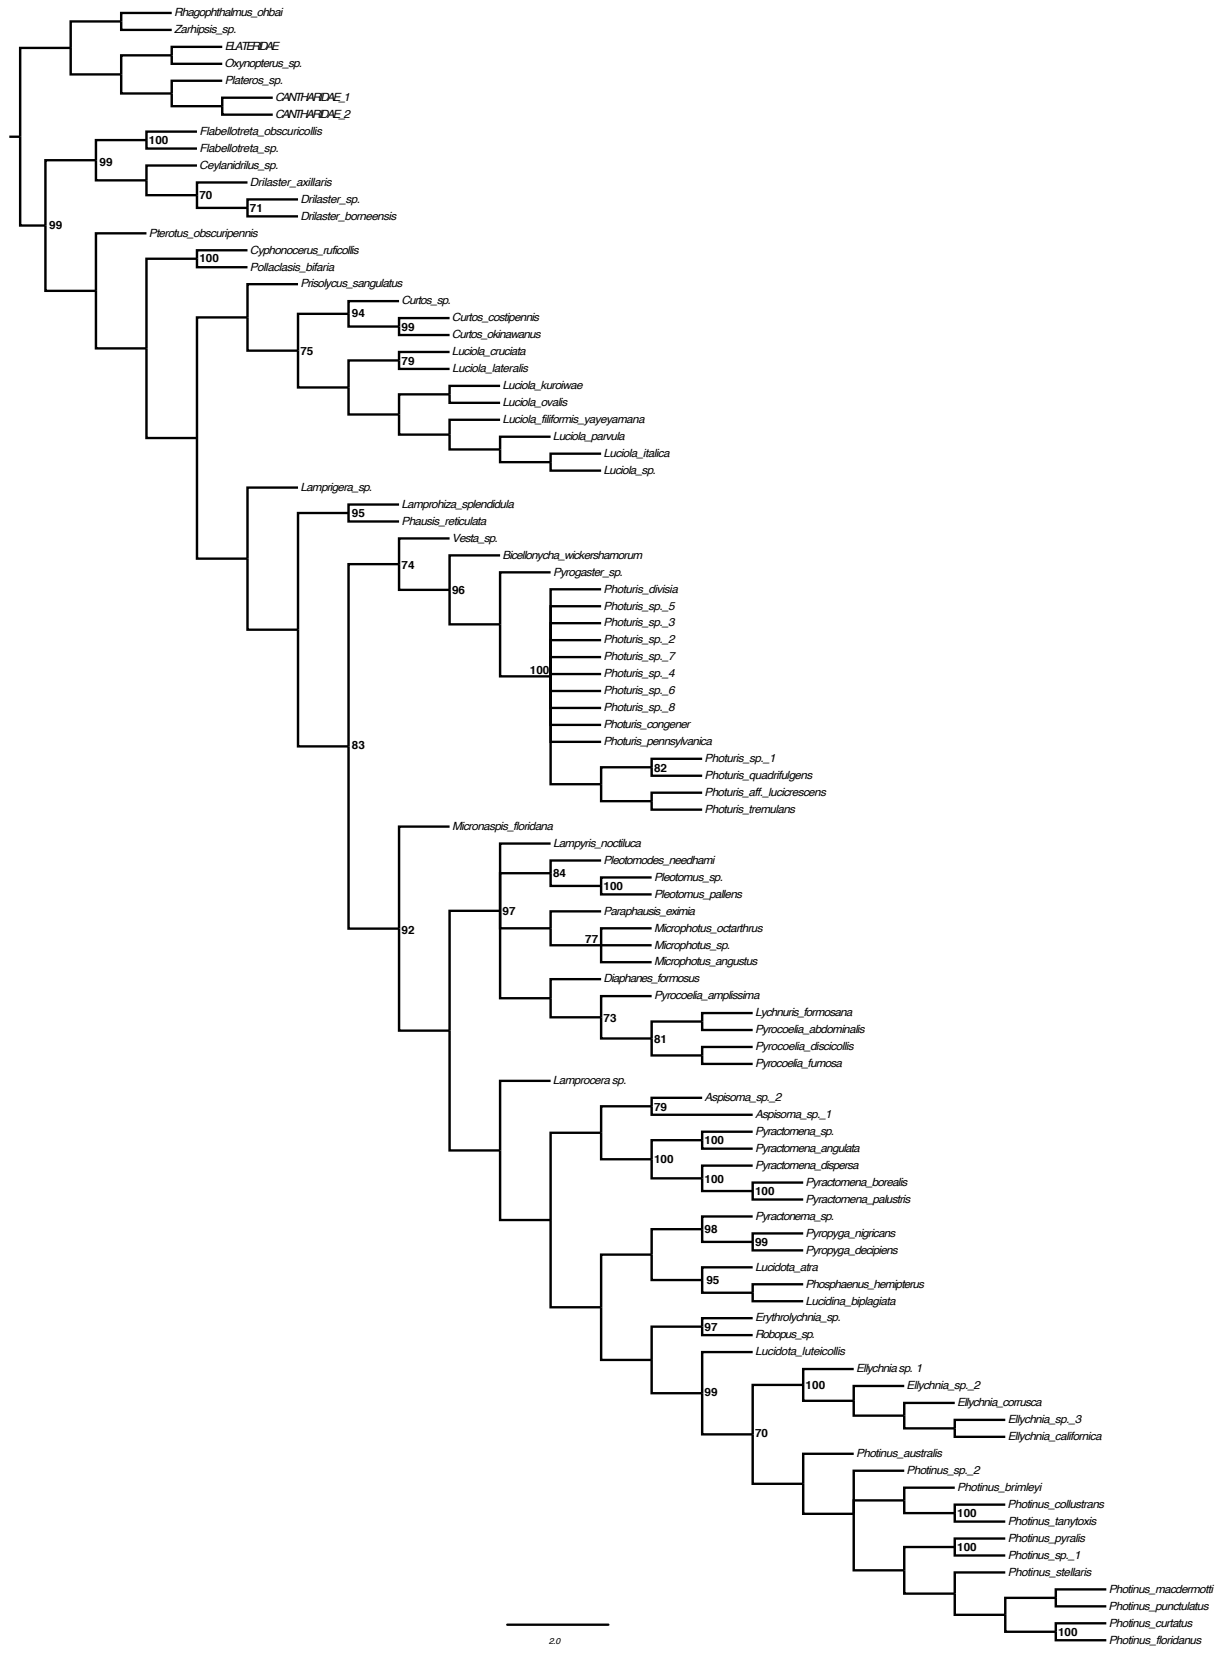 Rhagophthalmus_ohbai
Zarhipsis_sp.
ELATERIDAE
Oxynopterus_sp.
Plateros_sp.
CANTHARIDAE_1
CANTHARIDAE_2
Flabellotreta_obscuricollis
100
Flabellotreta_sp.
99
Ceylanidrilus_sp.
Drilaster_axillaris
70
Drilaster_sp.
71
Drilaster_borneensis
99
Pterotus_obscuripennis
Cyphonocerus_ruficollis
100
Pollaclasis_bifaria
Prisolycus_sangulatus
Curtos_sp.
94
Curtos_costipennis
99
Curtos_okinawanus
75
Luciola_cruciata
79
Luciola_lateralis
Luciola_kuroiwae
Luciola_ovalis
Luciola_filiformis_yayeyamana
Luciola_parvula
Luciola_italica
Luciola_sp.
Lamprigera_sp.
Lamprohiza_splendidula
95
Phausis_reticulata
Vesta_sp.
74
Bicellonycha_wickershamorum
96
Pyrogaster_sp.
Photuris_divisia
Photuris_sp._5
Photuris_sp._3
Photuris_sp._2
Photuris_sp._7
100
Photuris_sp._4
Photuris_sp._6
Photuris_sp._8
Photuris_congener
Photuris_pennsylvanica
83
Photuris_sp._1
82
Photuris_quadrifulgens
Photuris_aff._lucicrescens
Photuris_tremulans
Micronaspis_floridana
Lampyris_noctiluca
Pleotomodes_needhami
84
Pleotomus_sp.
100
Pleotomus_pallens
97
Paraphausis_eximia
92
Microphotus_octarthrus
77
Microphotus_sp.
Microphotus_angustus
Diaphanes_formosus
Pyrocoelia_amplissima
73
Lychnuris_formosana
Pyrocoelia_abdominalis
81
Pyrocoelia_discicollis
Pyrocoelia_fumosa
Lamprocera sp.
Aspisoma_sp._2
79
Aspisoma_sp._1
Pyractomena_sp.
100
Pyractomena_angulata
100
Pyractomena_dispersa
100
Pyractomena_borealis
100
Pyractomena_palustris
Pyractonema_sp.
98
Pyropyga_nigricans
99
Pyropyga_decipiens
Lucidota_atra
95
Phosphaenus_hemipterus
Lucidina_biplagiata
Erythrolychnia_sp.
97
Robopus_sp.
Lucidota_luteicollis
99
Ellychnia sp. 1
100
Ellychnia_sp._2
Ellychnia_corrusca
Ellychnia_sp._3
Ellychnia_californica
70
Photinus_australis
Photinus_sp._2
Photinus_brimleyi
Photinus_collustrans
100
Photinus_tanytoxis
Photinus_pyralis
100
Photinus_sp._1
Photinus_stellaris
Photinus_macdermotti
Photinus_punctulatus
Photinus_curtatus
100
Photinus_floridanus
2.0